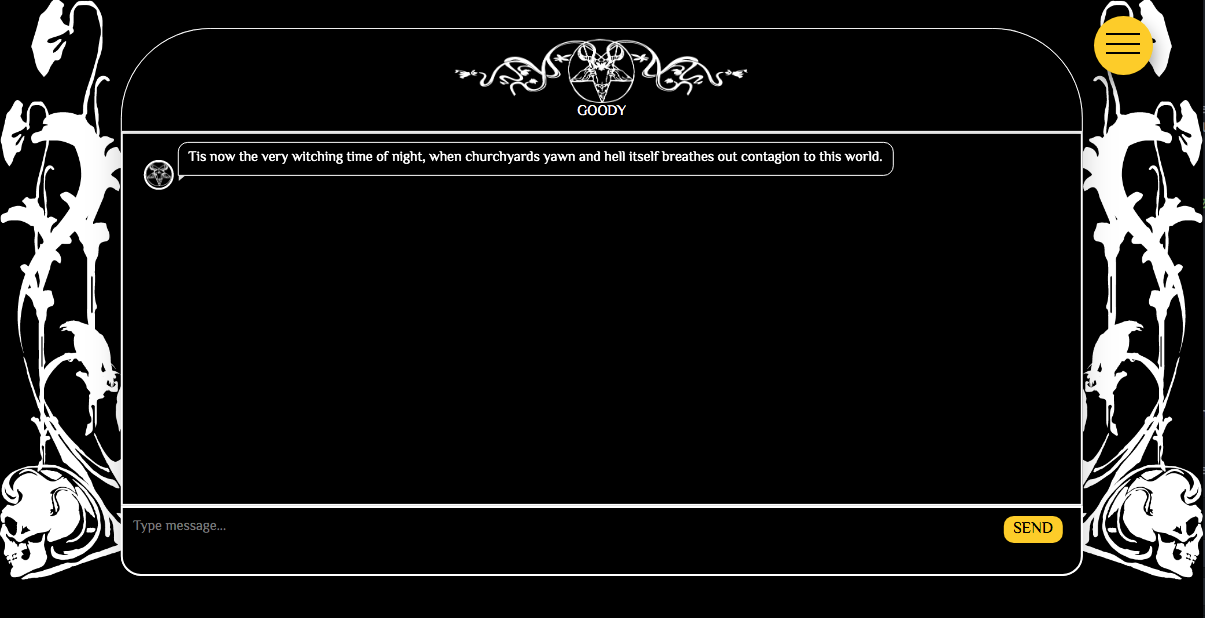 GOODY
Tis now the very witching time of night, when churchyards yawn and hell itself breathes out contagion to this world.
Type message...
SEND